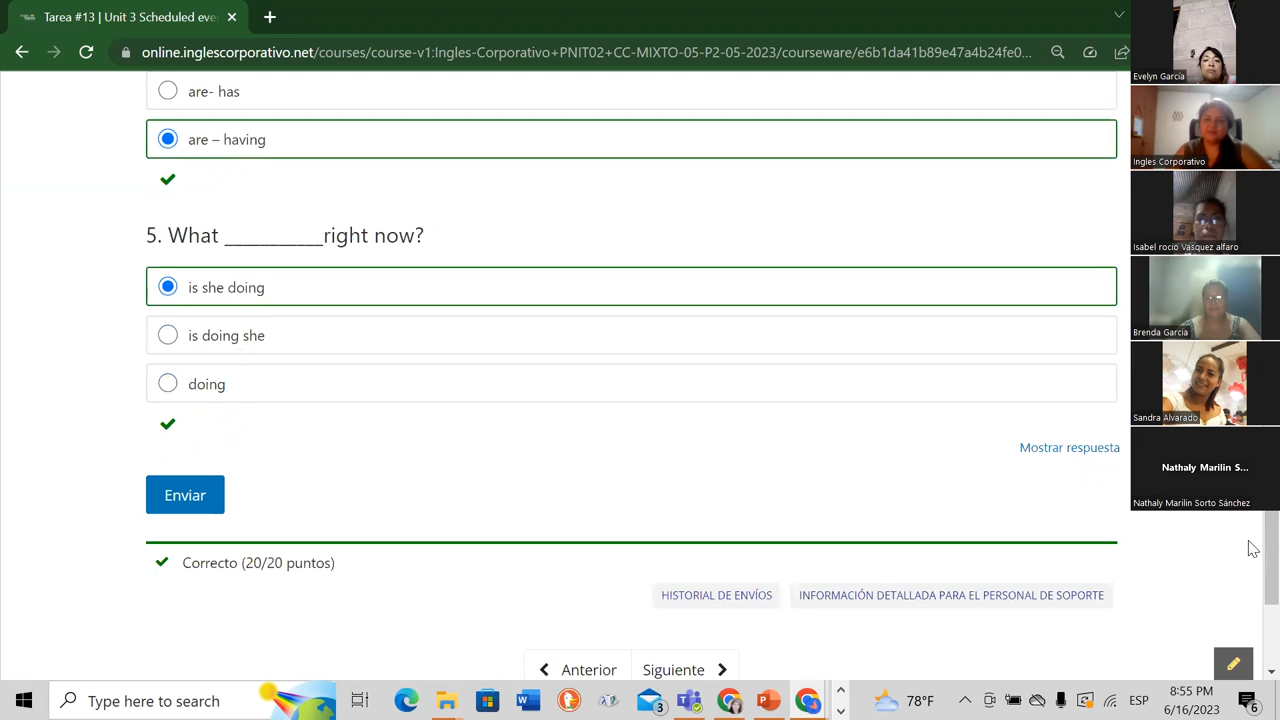 Tarea #13 | Unit 3 Scheduled eve
online.inglescorporativo.net/courses/course-v1:Ingles-Corporativo+PNIT02+CC-MIXTO-05-P2-05-2023/courseware/e6b1da41b89e47a4b24fe0...
are- has
are – having
5. What __________right now?
is she doing
is doing she
doing
Mostrar respuesta
Enviar
Correcto (20/20 puntos)
HISTORIAL DE ENVÍOS
INFORMACIÓN DETALLADA PARA EL PERSONAL DE SOPORTE
Anterior
Siguiente
Evelyn García
Ingles Corporativo
Isabel rocio Vasquez alfaro
Brenda Garcia
Sandra Alvarado
Nathaly Marilin S...
Nathaly Marilin Sorto Sánchez
Type here to search
3
78°F
ESP
8:55 PM
6/16/2023
6